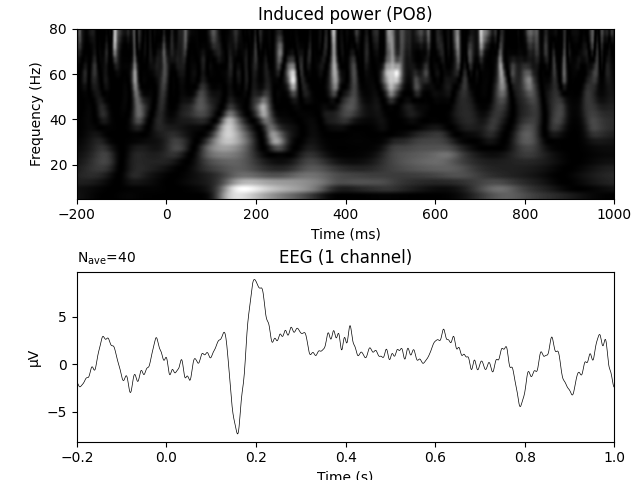 Induced power (PO8)
80
60
40
20
Frequency (Hz)
−200 0 200 400 600 800 1000
Time (ms)
Nave=40
EEG (1 channel)
5
0
−5
µV
−0.2 0.0 0.2 0.4 0.6 0.8 1.0
Time (s)